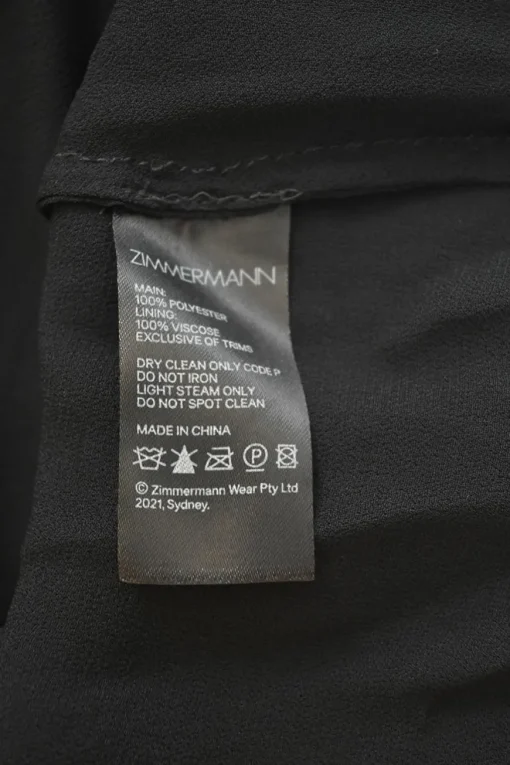 ZIMMERMANN
MAIN:
100% POLYESTER
LINING:
100% VISCOSE
EXCLUSIVE OF TRIMS
DRY CLEAN ONLY CODE P
DO NOT IRON
LIGHT STEAM ONLY
DO NOT SPOT CLEAN
MADE IN CHINA
P
© Zimmermann Wear Pty Ltd
2021, Sydney.